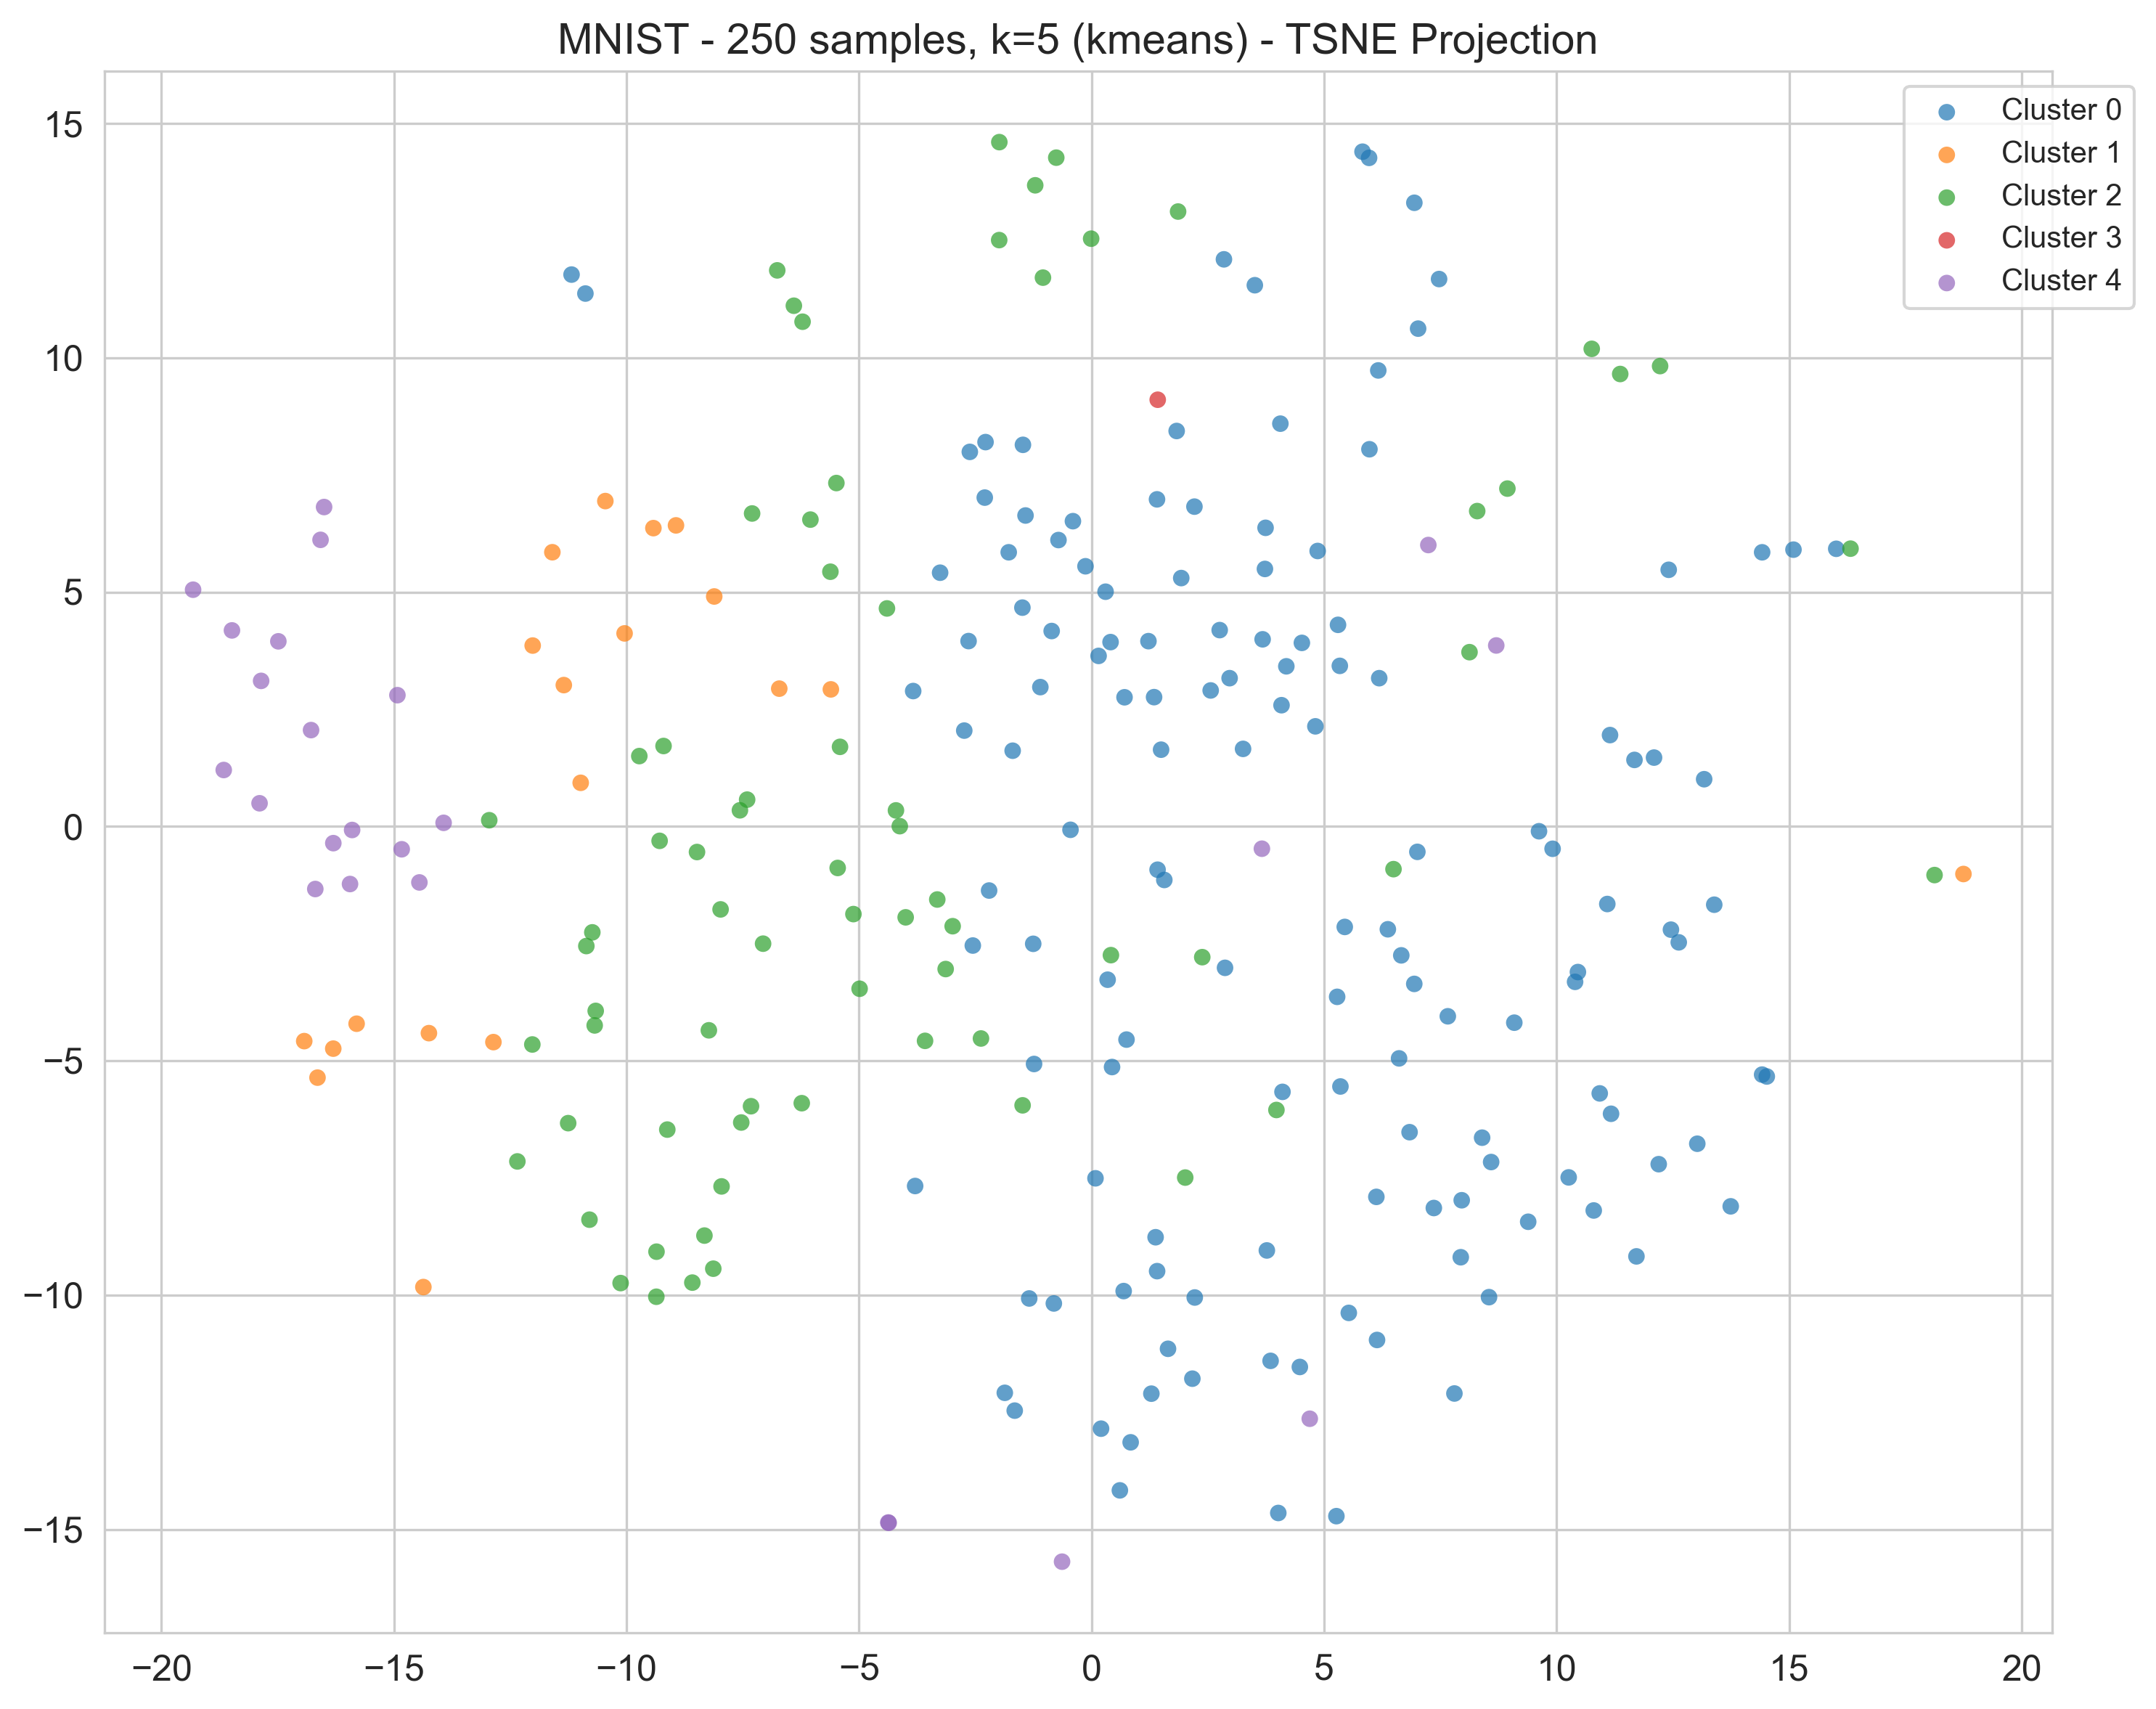 MNIST - 250 samples, k=5 (kmeans) - TSNE Projection
Cluster 0
Cluster 1
Cluster 2
Cluster 3
Cluster 4
15
10
5
0
−5
−10
−15
−20 −15 −10 −5 0 5 10 15 20